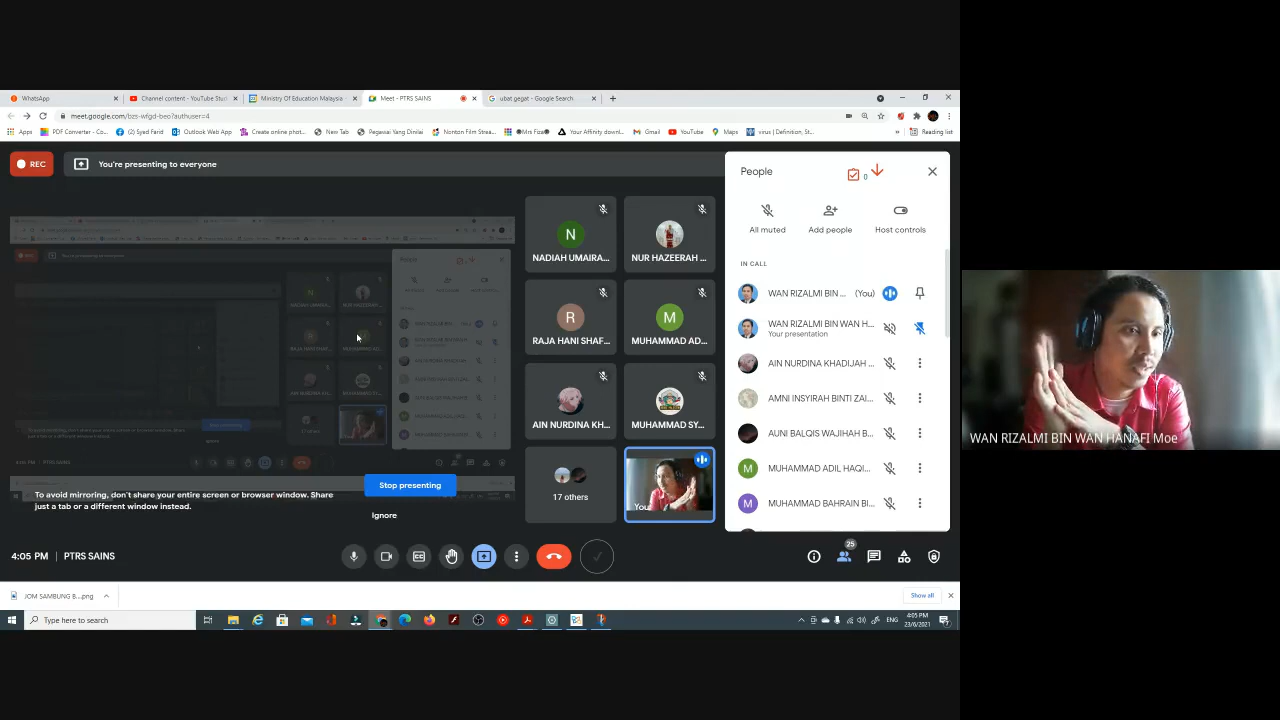 WhatsApp
Channel content - YouTube Stu
Ministry Of Education Malaysia -
Meet - PTRS SAINS
ubat gegat - Google Search
meet.google.com/bzs-wfgd-beo?authuser=4
Apps
PDF Converter - Co...
(2) Syed Farid
Outlook Web App
Create online phot...
New Tab
Pegawai Yang Dinilai
Nonton Film Strea...
Your Affinity downl...
Gmail
YouTube
Maps
virus | Definition, St...
Reading list
REC
You're presenting to everyone
NADIAH UMAIRA...
NUR HAZEERAH ...
RAJA HANI SHAF...
MUHAMMAD AD...
AIN NURDINA KH...
MUHAMMAD SY...
17 others
You
To avoid mirroring, don't share your entire screen or browser window. Share
just a tab or a different window instead.
Stop presenting
Ignore
People
0
All muted
Add people
Host controls
IN CALL
WAN RIZALMI BIN ... (You)
WAN RIZALMI BIN WAN H...
Your presentation
AIN NURDINA KHADIJAH ...
AMNI INSYIRAH BINTI ZAI...
AUNI BALQIS WAJIHAH B...
M MUHAMMAD ADIL HAQI...
M MUHAMMAD BAHRAIN BI...
4:05 PM | PTRS SAINS
25
JOM SAMBUNG B....png
Show all
Type here to search
ENG
4:05 PM
23/6/2021
WAN RIZALMI BIN WAN HANAFI Moe